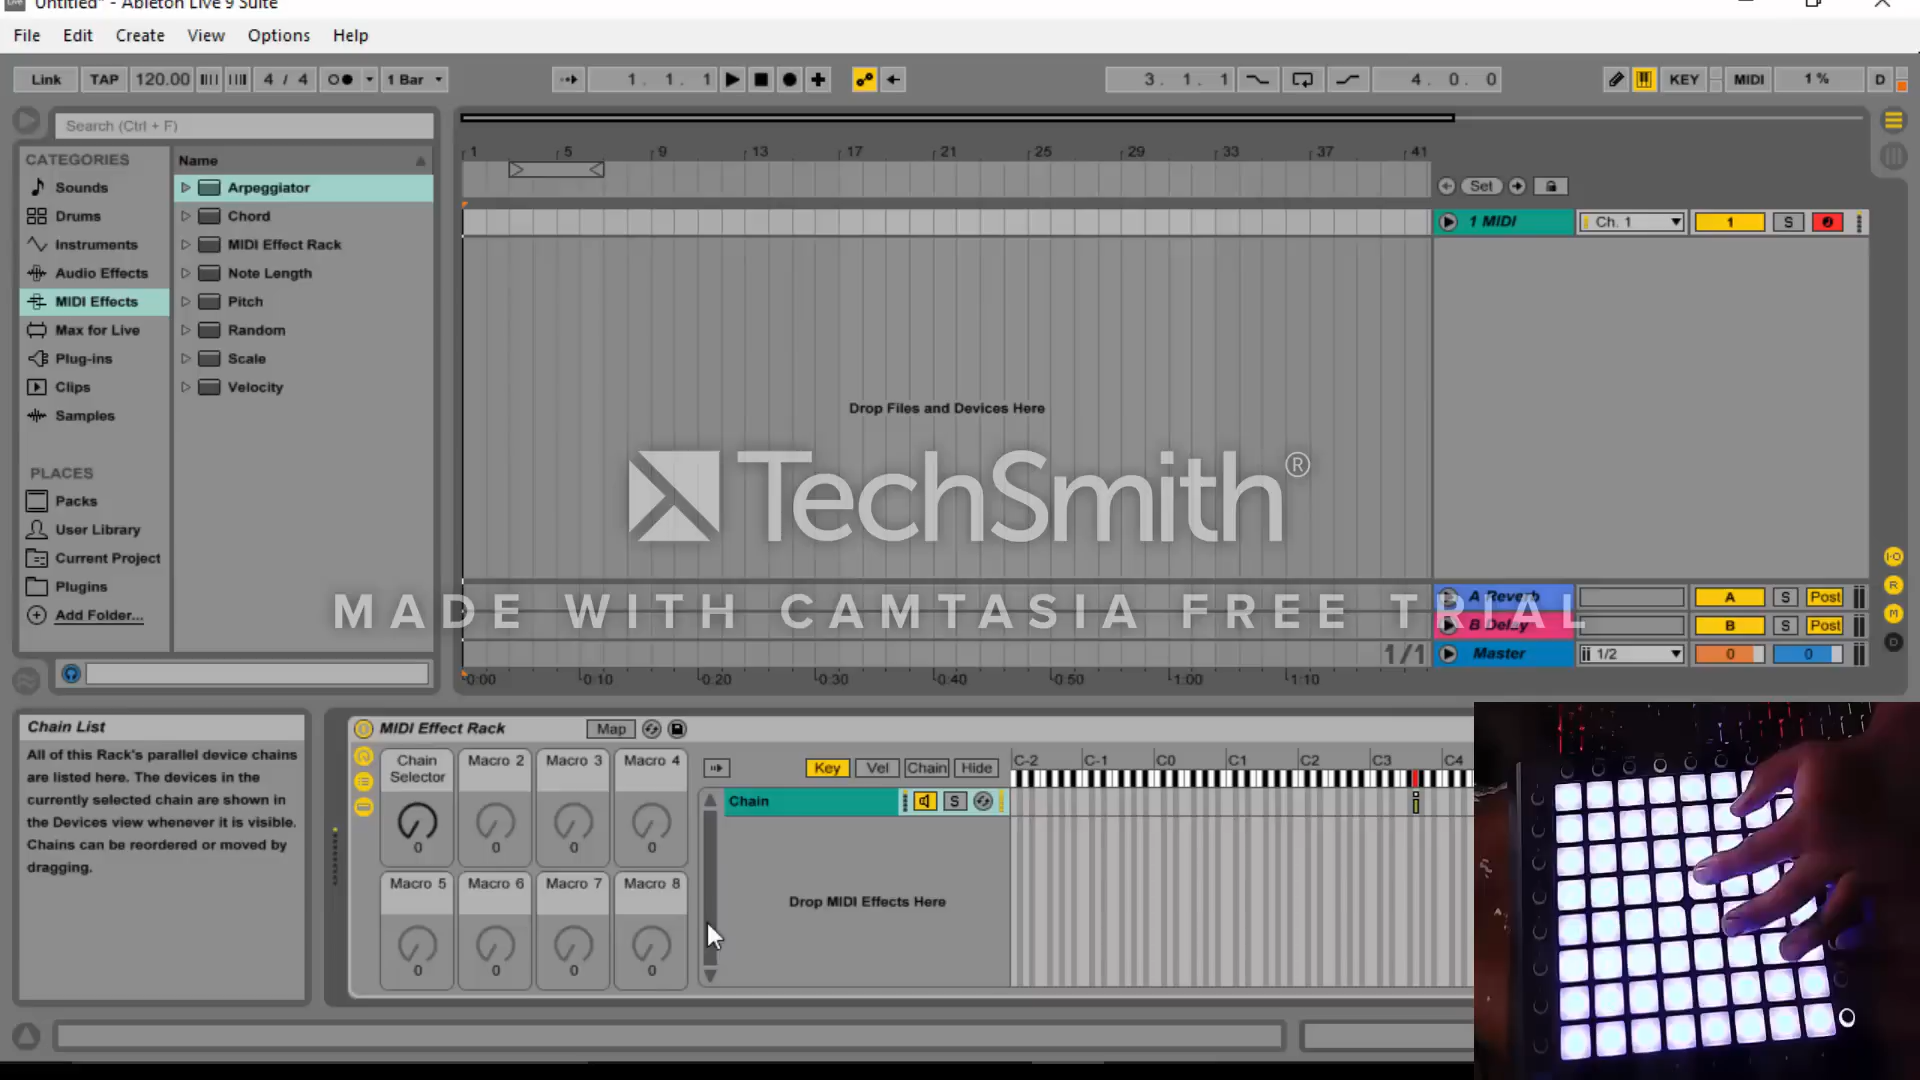 Untitled* - Ableton Live 9 Suite
File Edit Create View Options Help
Link TAP 120.00 4 / 4 1 Bar 1. 1. 1 3. 1. 1 4. 0. 0 KEY MIDI 1 % D
Search (Ctrl + F)
CATEGORIES
Sounds
Drums
Instruments
Audio Effects
MIDI Effects
Max for Live
Plug-ins
Clips
Samples
PLACES
Packs
User Library
Current Project
Plugins
Add Folder...
Name
Arpeggiator
Chord
MIDI Effect Rack
Note Length
Pitch
Random
Scale
Velocity
1 5 9 13 17 21 25 29 33 37 41
Set
1 MIDI Ch. 1 1 S
Drop Files and Devices Here
TechSmith®
MADE WITH CAMTASIA FREE TRIAL
A Reverb A S Post
B Delay B S Post
1/1 Master 1/2 0 0
I-O
R
M
D
0:00 0:10 0:20 0:30 0:40 0:50 1:00 1:10
Chain List
All of this Rack's parallel device chains
are listed here. The devices in the
currently selected chain are shown in
the Devices view whenever it is visible.
Chains can be reordered or moved by
dragging.
MIDI Effect Rack Map
Chain Selector Macro 2 Macro 3 Macro 4
0 0 0 0
Macro 5 Macro 6 Macro 7 Macro 8
0 0 0 0
Key Vel Chain Hide
C-2 C-1 C0 C1 C2 C3 C4
Chain S
Drop MIDI Effects Here